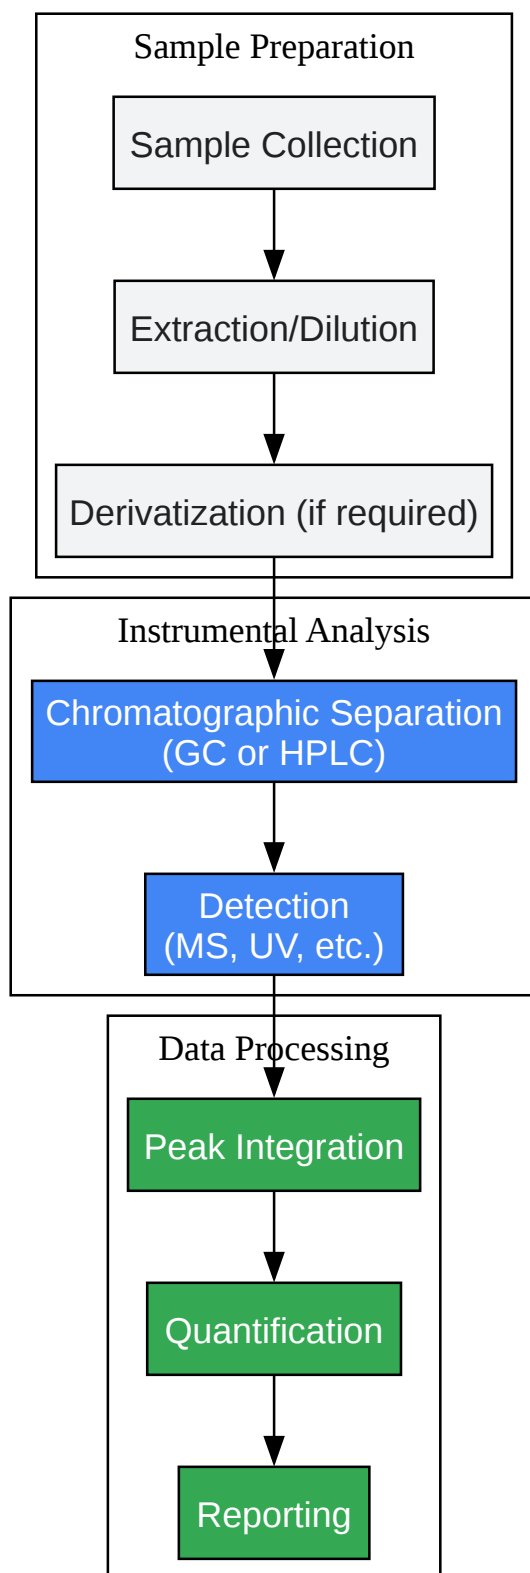 Sample Preparation
Sample Collection
Extraction/Dilution
Derivatization (if required)
Instrumental Analysis
Chromatographic Separation
(GC or HPLC)
Detection
(MS, UV, etc.)
Data Processing
Peak Integration
Quantification
Reporting